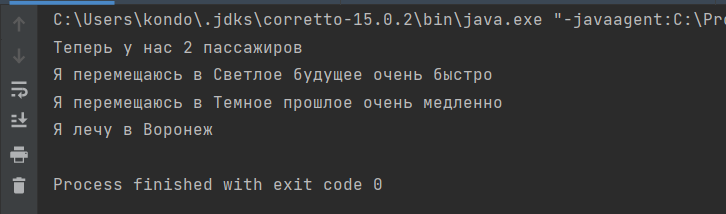 C:\Users\kondo\.jdks\corretto-15.0.2\bin\java.exe "-javaagent:C:\Pr
Теперь у нас 2 пассажиров
Я перемещаюсь в Светлое будущее очень быстро
Я перемещаюсь в Темное прошлое очень медленно
Я лечу в Воронеж
Process finished with exit code 0